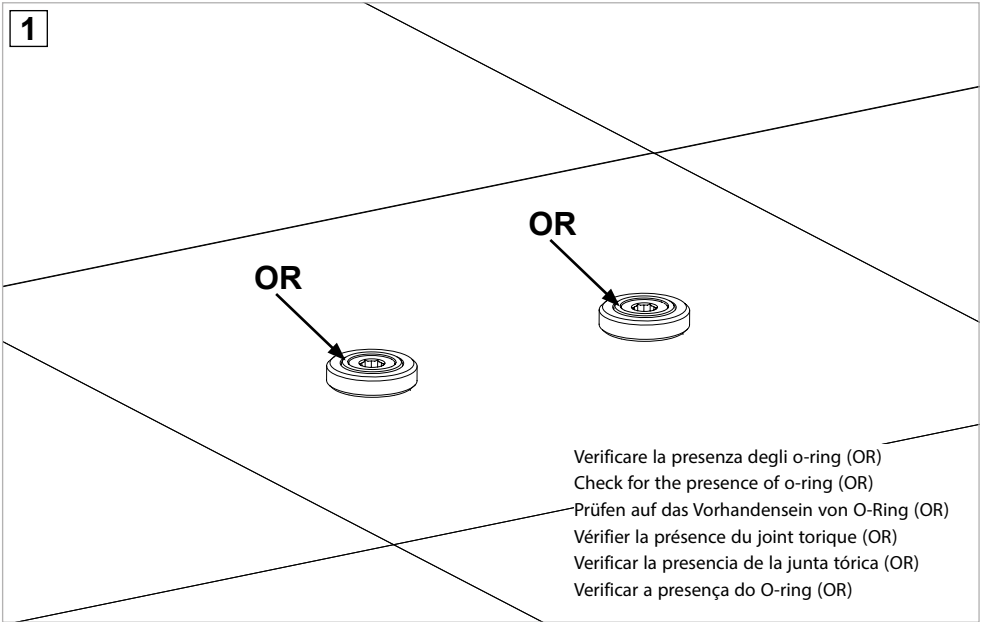 1
OR
OR
Verificare la presenza degli o-ring (OR)
Check for the presence of o-ring (OR)
Prüfen auf das Vorhandensein von O-Ring (OR)
Vérifier la présence du joint torique (OR)
Verificar la presencia de la junta tórica (OR)
Verificar a presença do O-ring (OR)